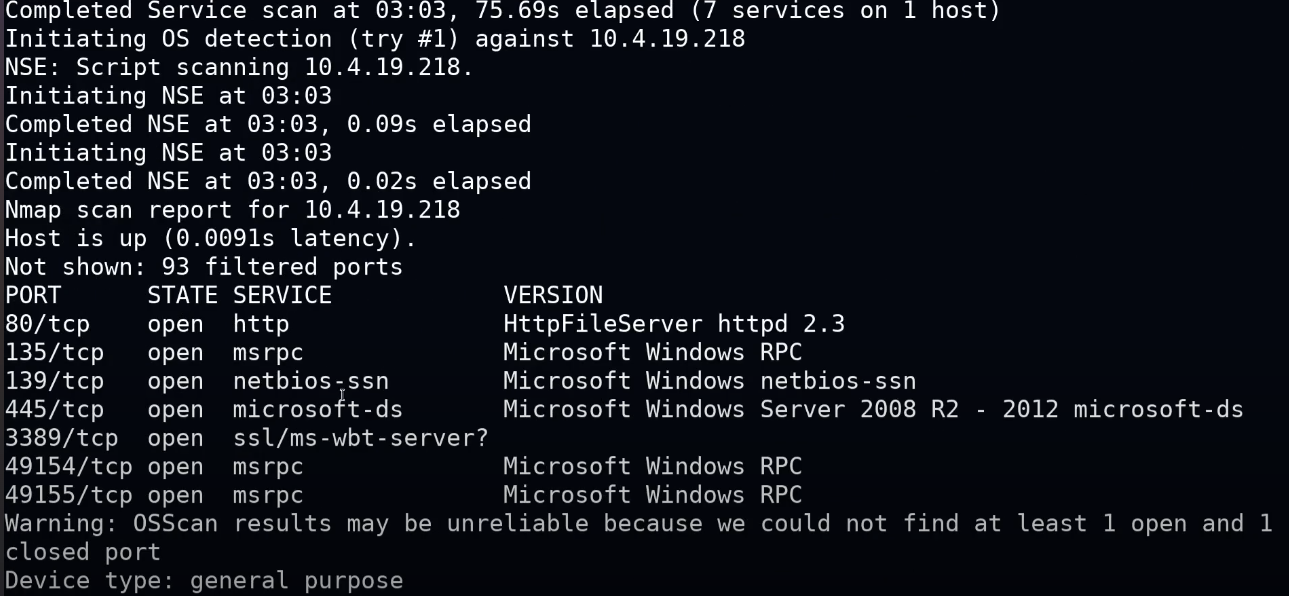 Completed Service scan at 03:03, 75.69s elapsed (7 services on 1 host)
Initiating OS detection (try #1) against 10.4.19.218
NSE: Script scanning 10.4.19.218.
Initiating NSE at 03:03
Completed NSE at 03:03, 0.09s elapsed
Initiating NSE at 03:03
Completed NSE at 03:03, 0.02s elapsed
Nmap scan report for 10.4.19.218
Host is up (0.0091s latency).
Not shown: 93 filtered ports
PORT      STATE SERVICE            VERSION
80/tcp    open  http               HttpFileServer httpd 2.3
135/tcp   open  msrpc              Microsoft Windows RPC
139/tcp   open  netbios-ssn        Microsoft Windows netbios-ssn
445/tcp   open  microsoft-ds       Microsoft Windows Server 2008 R2 - 2012 microsoft-ds
3389/tcp  open  ssl/ms-wbt-server?
49154/tcp open  msrpc              Microsoft Windows RPC
49155/tcp open  msrpc              Microsoft Windows RPC
Warning: OSScan results may be unreliable because we could not find at least 1 open and 1
closed port
Device type: general purpose